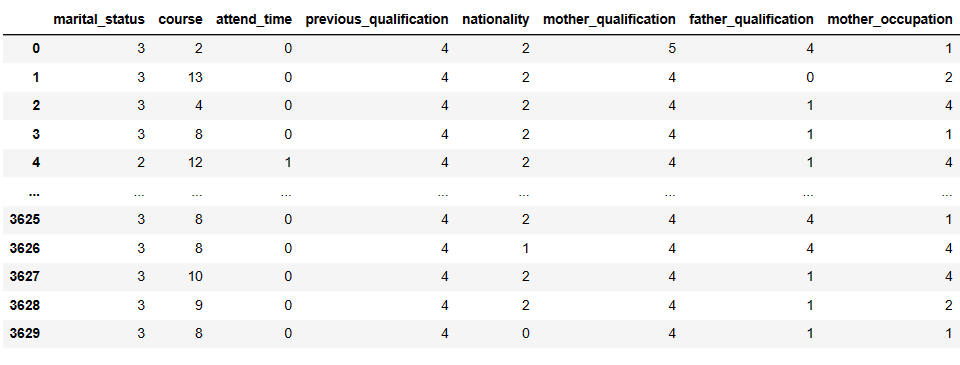 marital_status course attend_time previous_qualification nationality mother_qualification father_qualification mother_occupation
0 3 2 0 4 2 5 4 1
1 3 13 0 4 2 4 0 2
2 3 4 0 4 2 4 1 4
3 3 8 0 4 2 4 1 1
4 2 12 1 4 2 4 1 4
... ... ... ... ... ... ... ... ...
3625 3 8 0 4 2 4 4 1
3626 3 8 0 4 1 4 4 4
3627 3 10 0 4 2 4 1 4
3628 3 9 0 4 2 4 1 2
3629 3 8 0 4 0 4 1 1